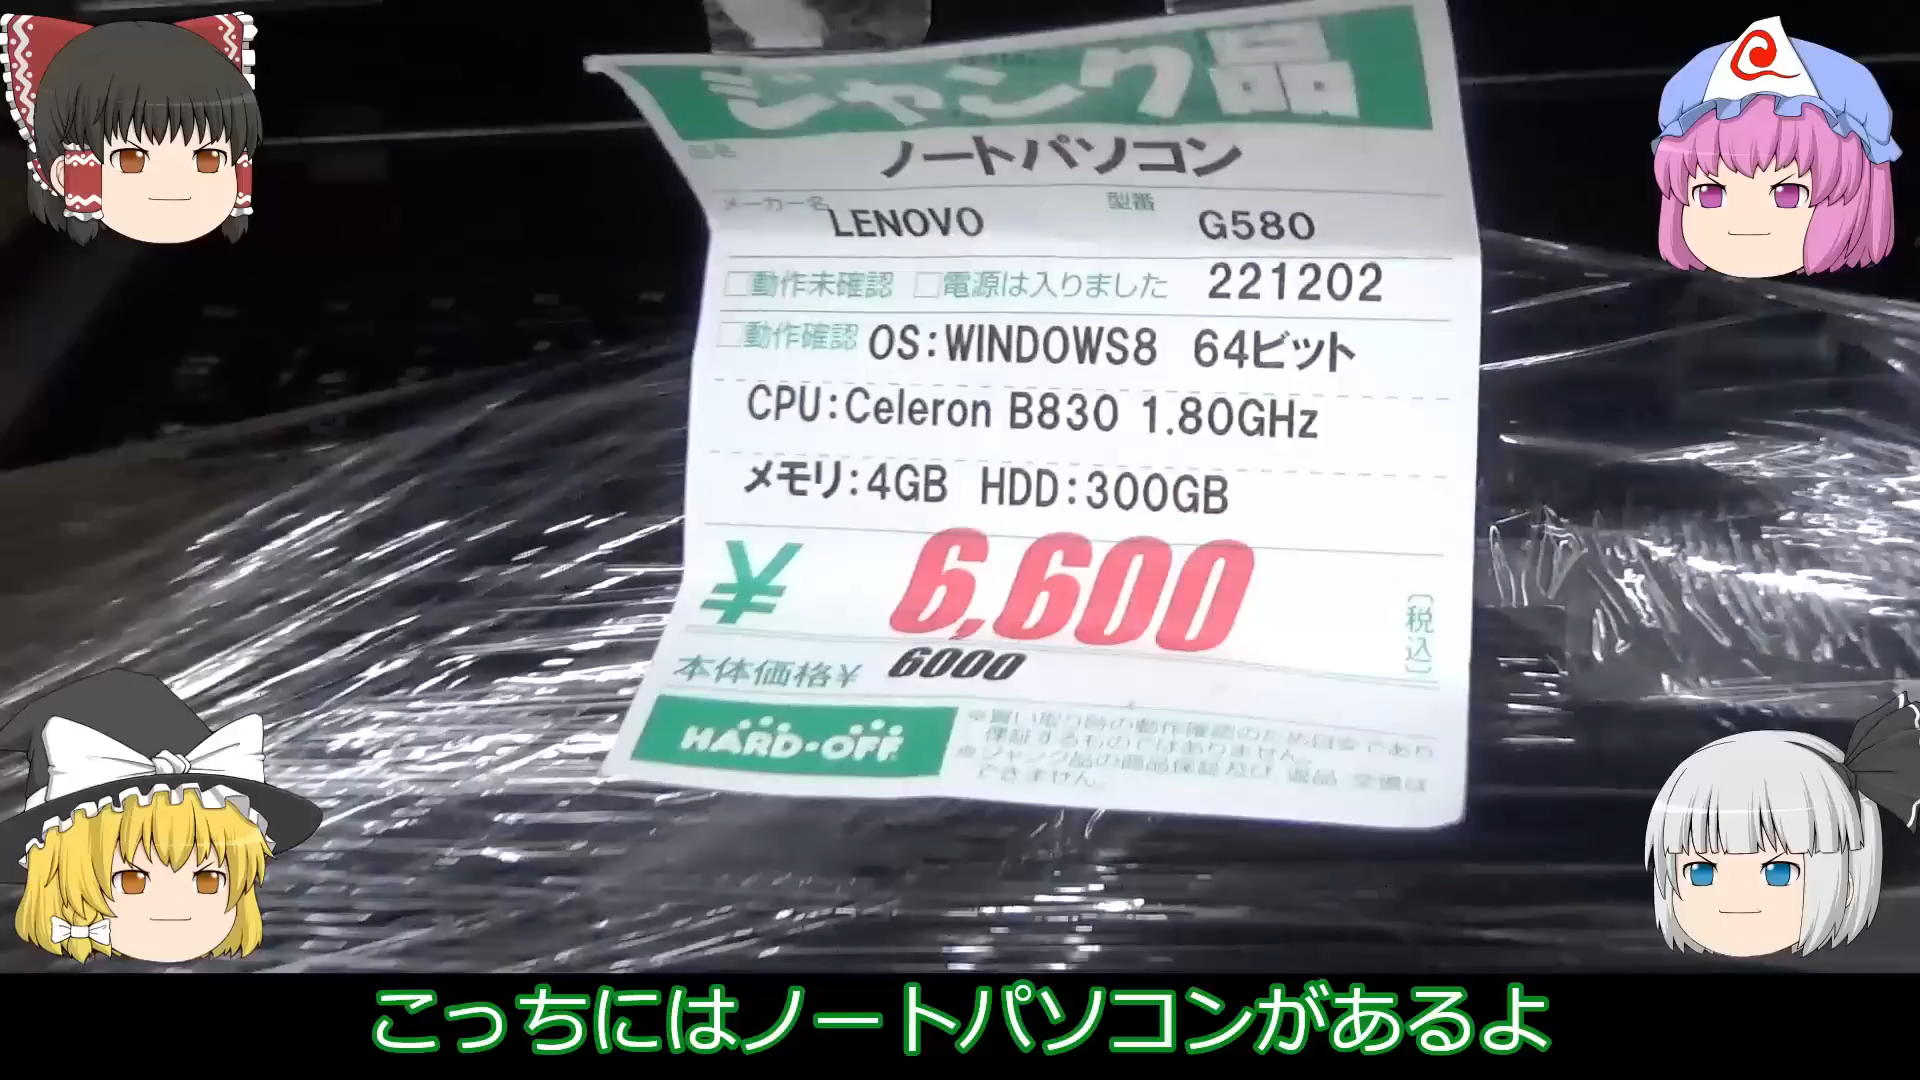 ジャンク品
品名
ノートパソコン
メーカー名 LENOVO 型番 G580
□動作未確認 □電源は入りました 221202
□動作確認 OS:WINDOWS8 64ビット
CPU:Celeron B830 1.80GHz
メモリ:4GB HDD:300GB
¥ 6,600 〔税込〕
本体価格¥ 6000
HARD・OFF
※買い取り時の動作確認のため目安であり
保証するものではありません。
※ジャンク品の商品保証及び 返品 交換は
できません。
こっちにはノートパソコンがあるよ